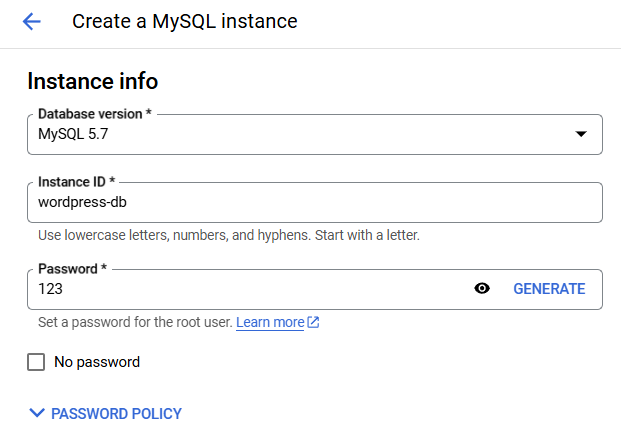 Create a MySQL instance
Instance info
Database version *
MySQL 5.7
Instance ID *
wordpress-db
Use lowercase letters, numbers, and hyphens. Start with a letter.
Password *
123 GENERATE
Set a password for the root user. Learn more
No password
PASSWORD POLICY